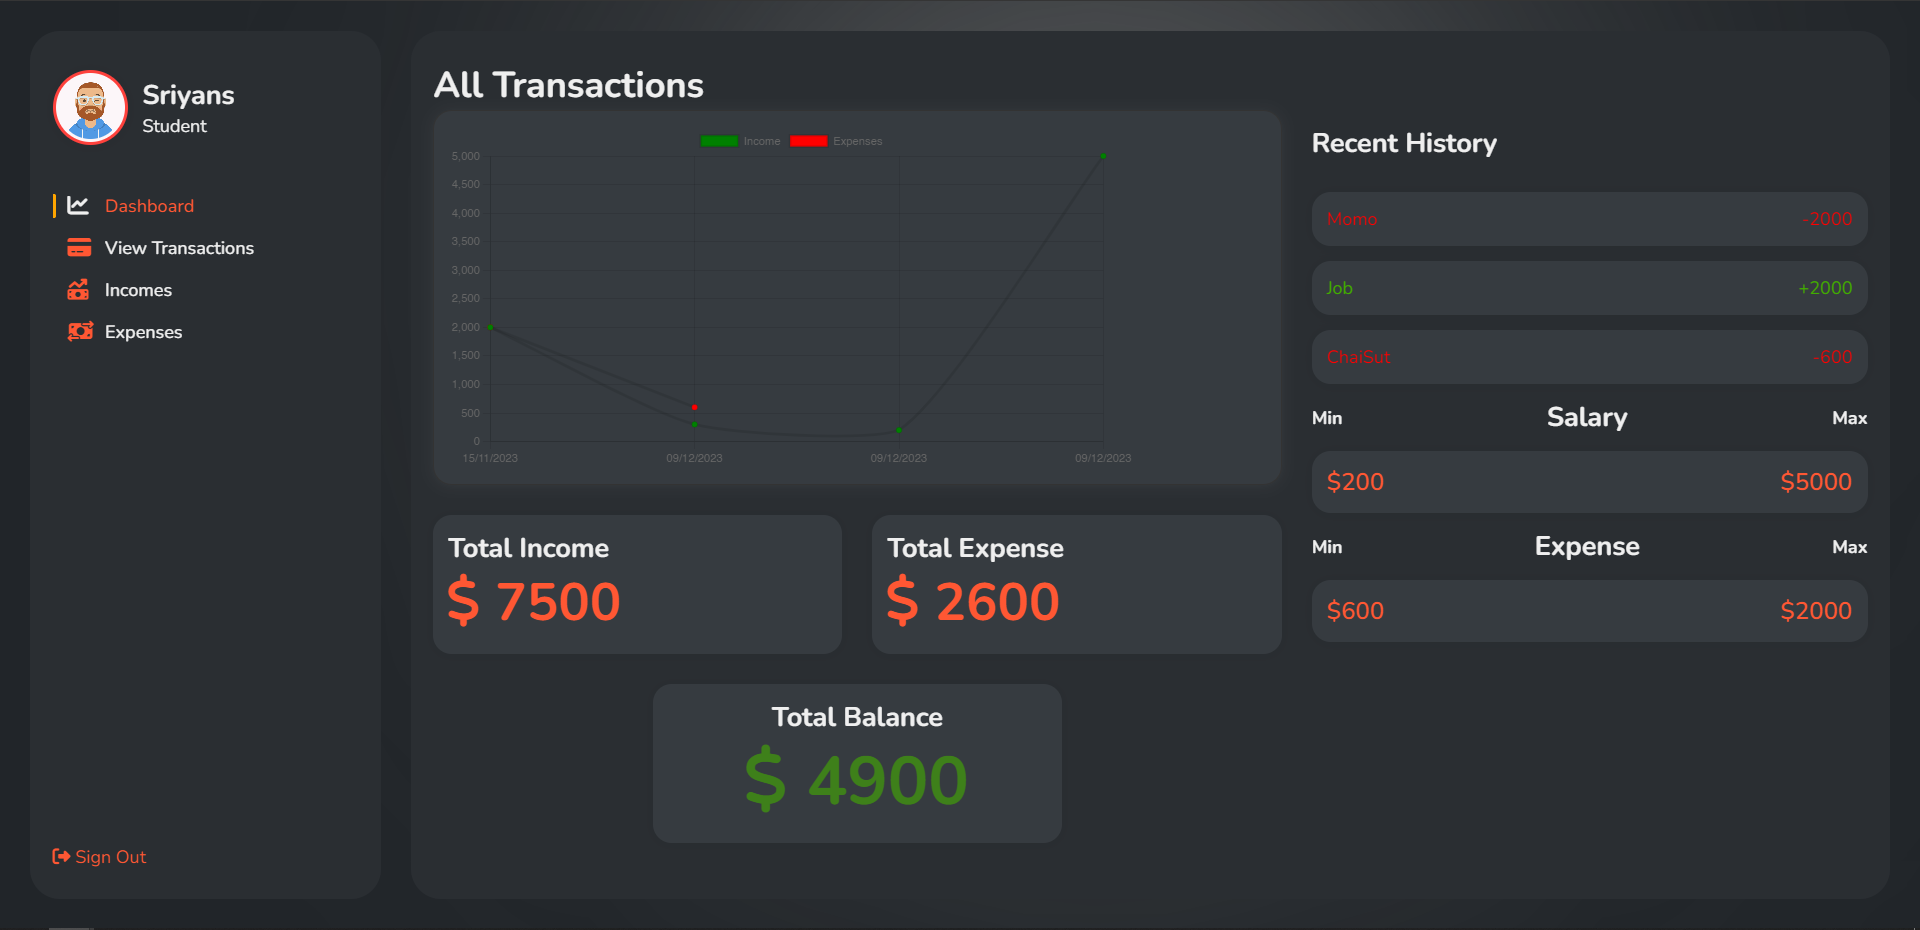 Sriyans
Student
Dashboard
View Transactions
Incomes
Expenses
Sign Out
All Transactions
Income Expenses
5,000
4,500
4,000
3,500
3,000
2,500
2,000
1,500
1,000
500
0
15/11/2023 09/12/2023 09/12/2023 09/12/2023
Total Income
$ 7500
Total Expense
$ 2600
Total Balance
$ 4900
Recent History
Momo -2000
Job +2000
ChaiSut -600
Min Salary Max
$200 $5000
Min Expense Max
$600 $2000